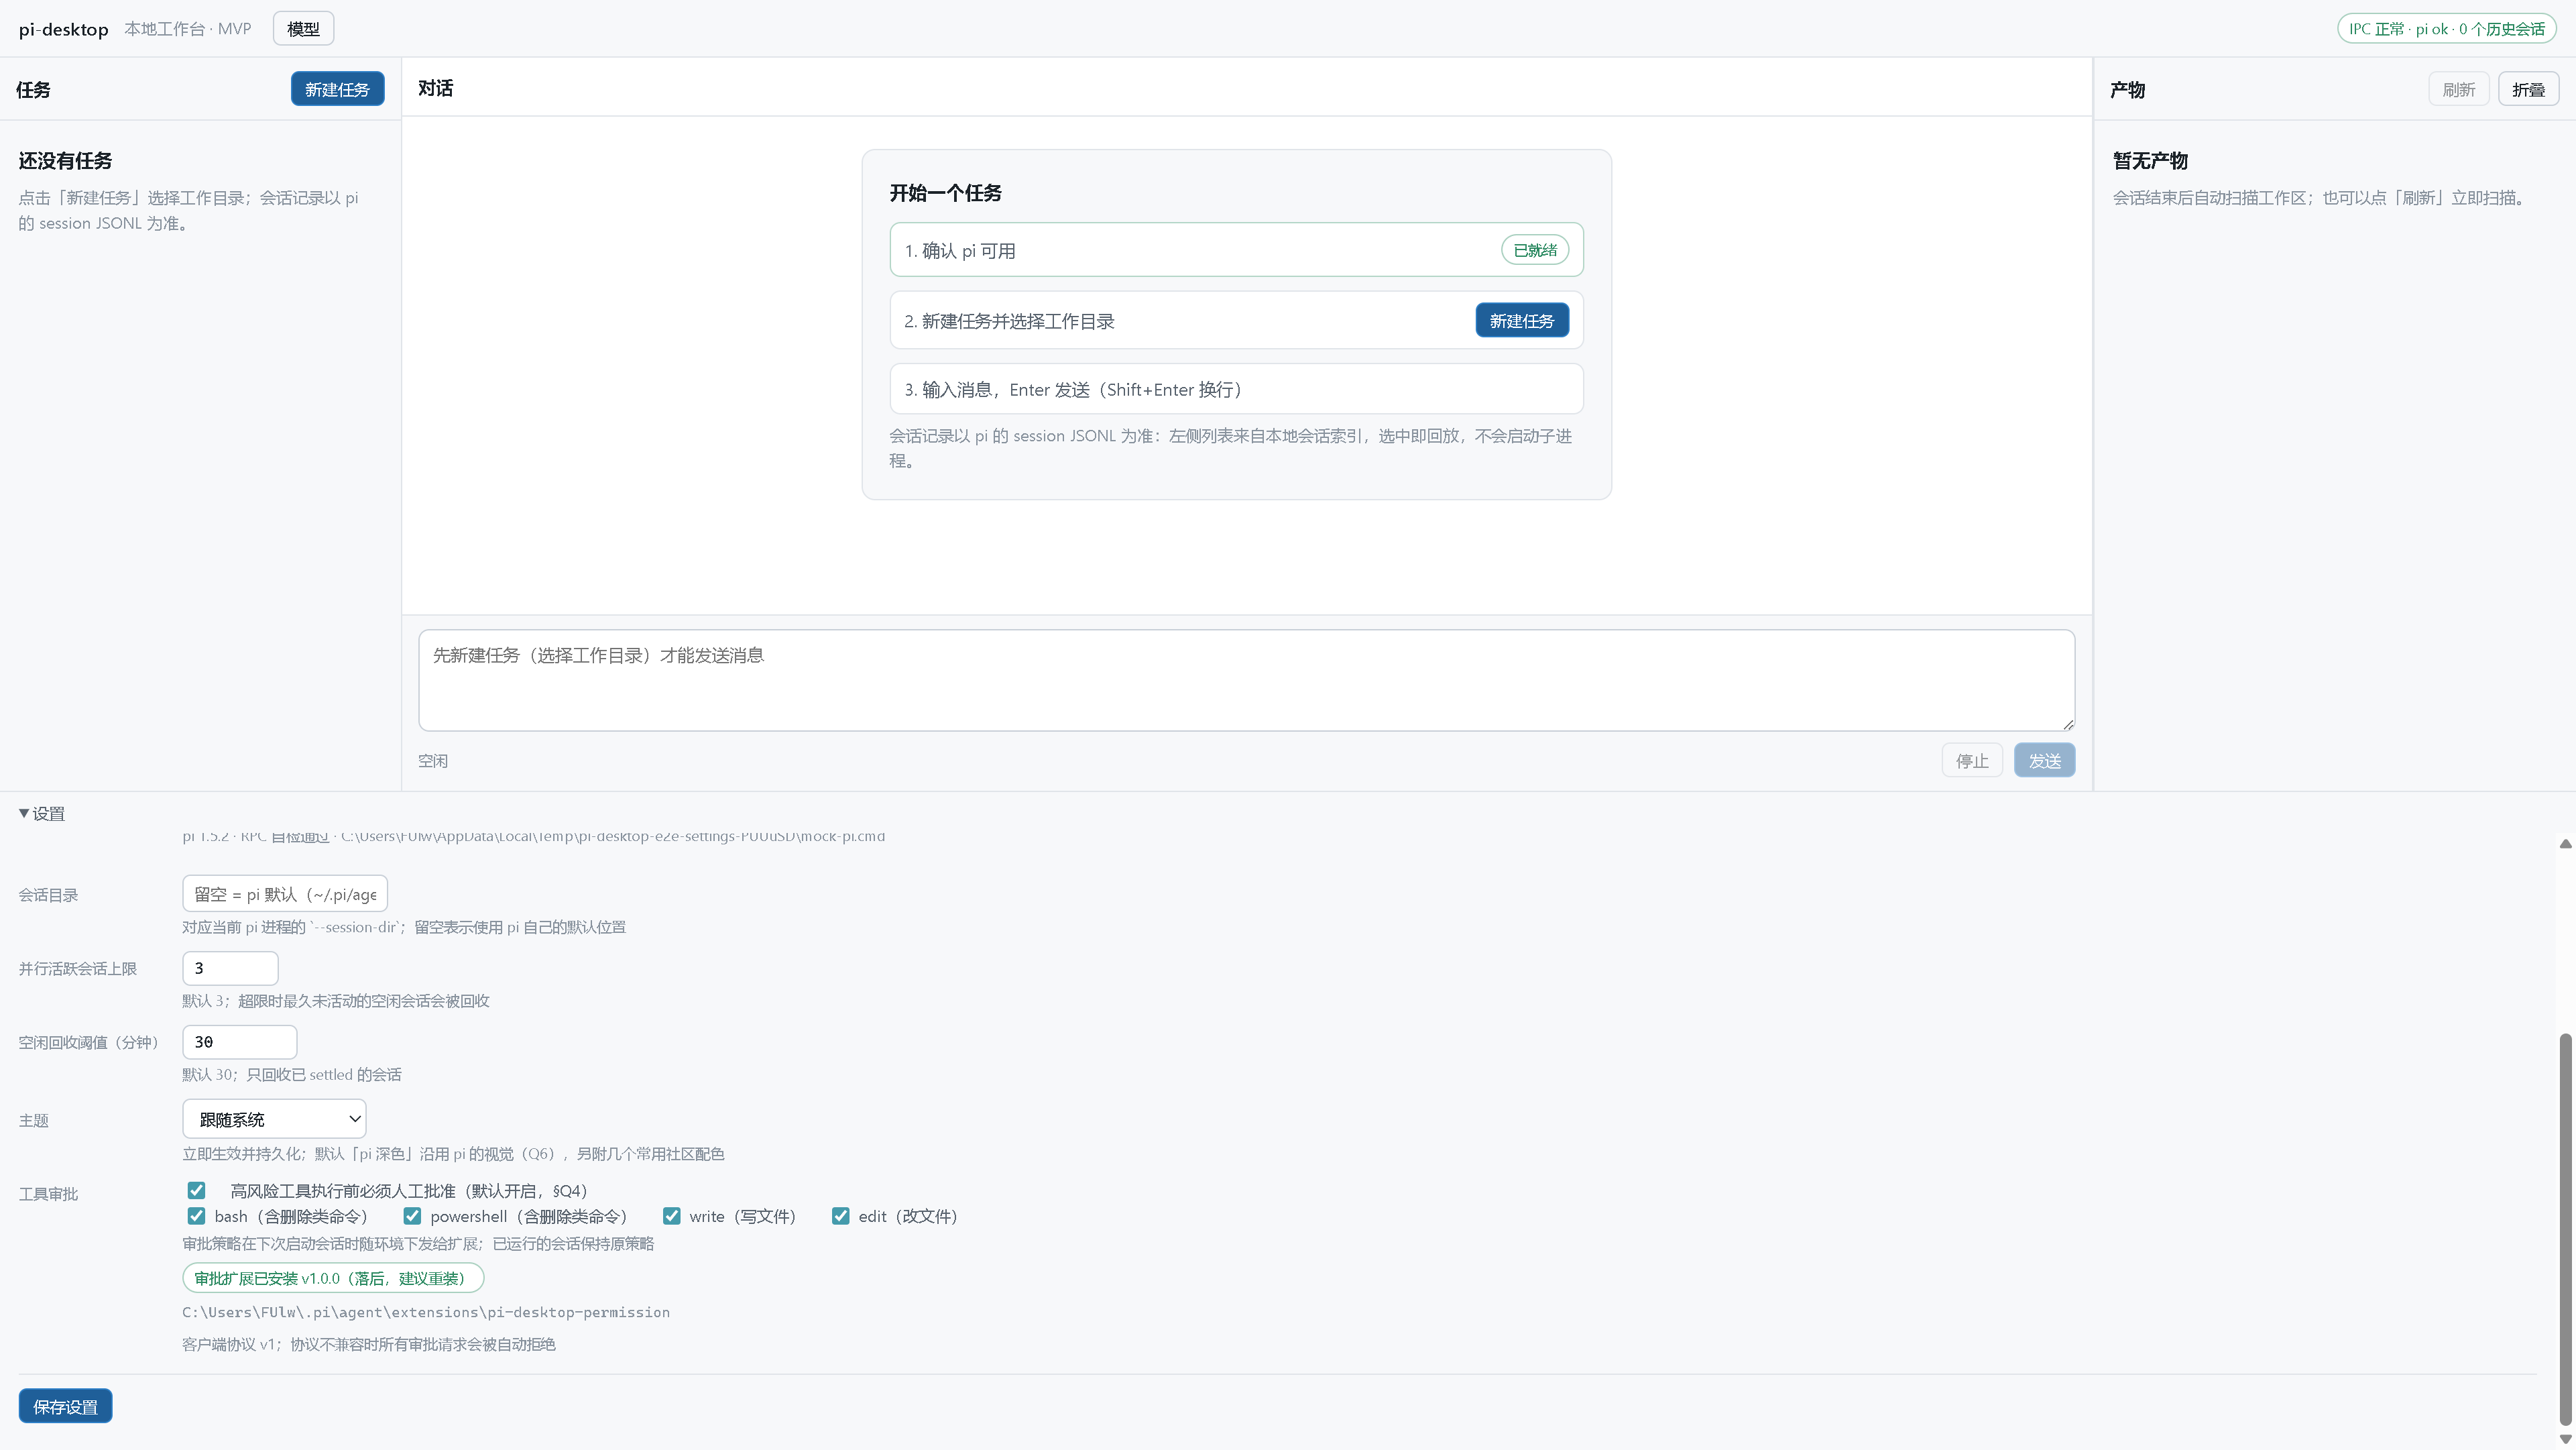 pi-desktop 本地工作台 · MVP 模型
IPC 正常 · pi ok · 0 个历史会话
任务 新建任务
还没有任务
点击「新建任务」选择工作目录；会话记录以 pi
的 session JSONL 为准。
对话
开始一个任务
1. 确认 pi 可用 已就绪
2. 新建任务并选择工作目录 新建任务
3. 输入消息，Enter 发送（Shift+Enter 换行）
会话记录以 pi 的 session JSONL 为准：左侧列表来自本地会话索引，选中即回放，不会启动子进
程。
先新建任务（选择工作目录）才能发送消息
空闲 停止 发送
产物 刷新 折叠
暂无产物
会话结束后自动扫描工作区；也可以点「刷新」立即扫描。
▼设置
pi 1.5.2 · RPC 自检通过 · C:\Users\FUlw\AppData\Local\Temp\pi-desktop-e2e-settings-PUUuSD\mock-pi.cmd
会话目录 留空 = pi 默认（~/.pi/age
对应当前 pi 进程的 `--session-dir`；留空表示使用 pi 自己的默认位置
并行活跃会话上限 3
默认 3；超限时最久未活动的空闲会话会被回收
空闲回收阈值（分钟） 30
默认 30；只回收已 settled 的会话
主题 跟随系统
立即生效并持久化；默认「pi 深色」沿用 pi 的视觉（Q6），另附几个常用社区配色
工具审批 高风险工具执行前必须人工批准（默认开启，§Q4）
bash（含删除类命令） powershell（含删除类命令） write（写文件） edit（改文件）
审批策略在下次启动会话时随环境下发给扩展；已运行的会话保持原策略
审批扩展已安装 v1.0.0（落后，建议重装）
C:\Users\FUlw\.pi\agent\extensions\pi-desktop-permission
客户端协议 v1；协议不兼容时所有审批请求会被自动拒绝
保存设置